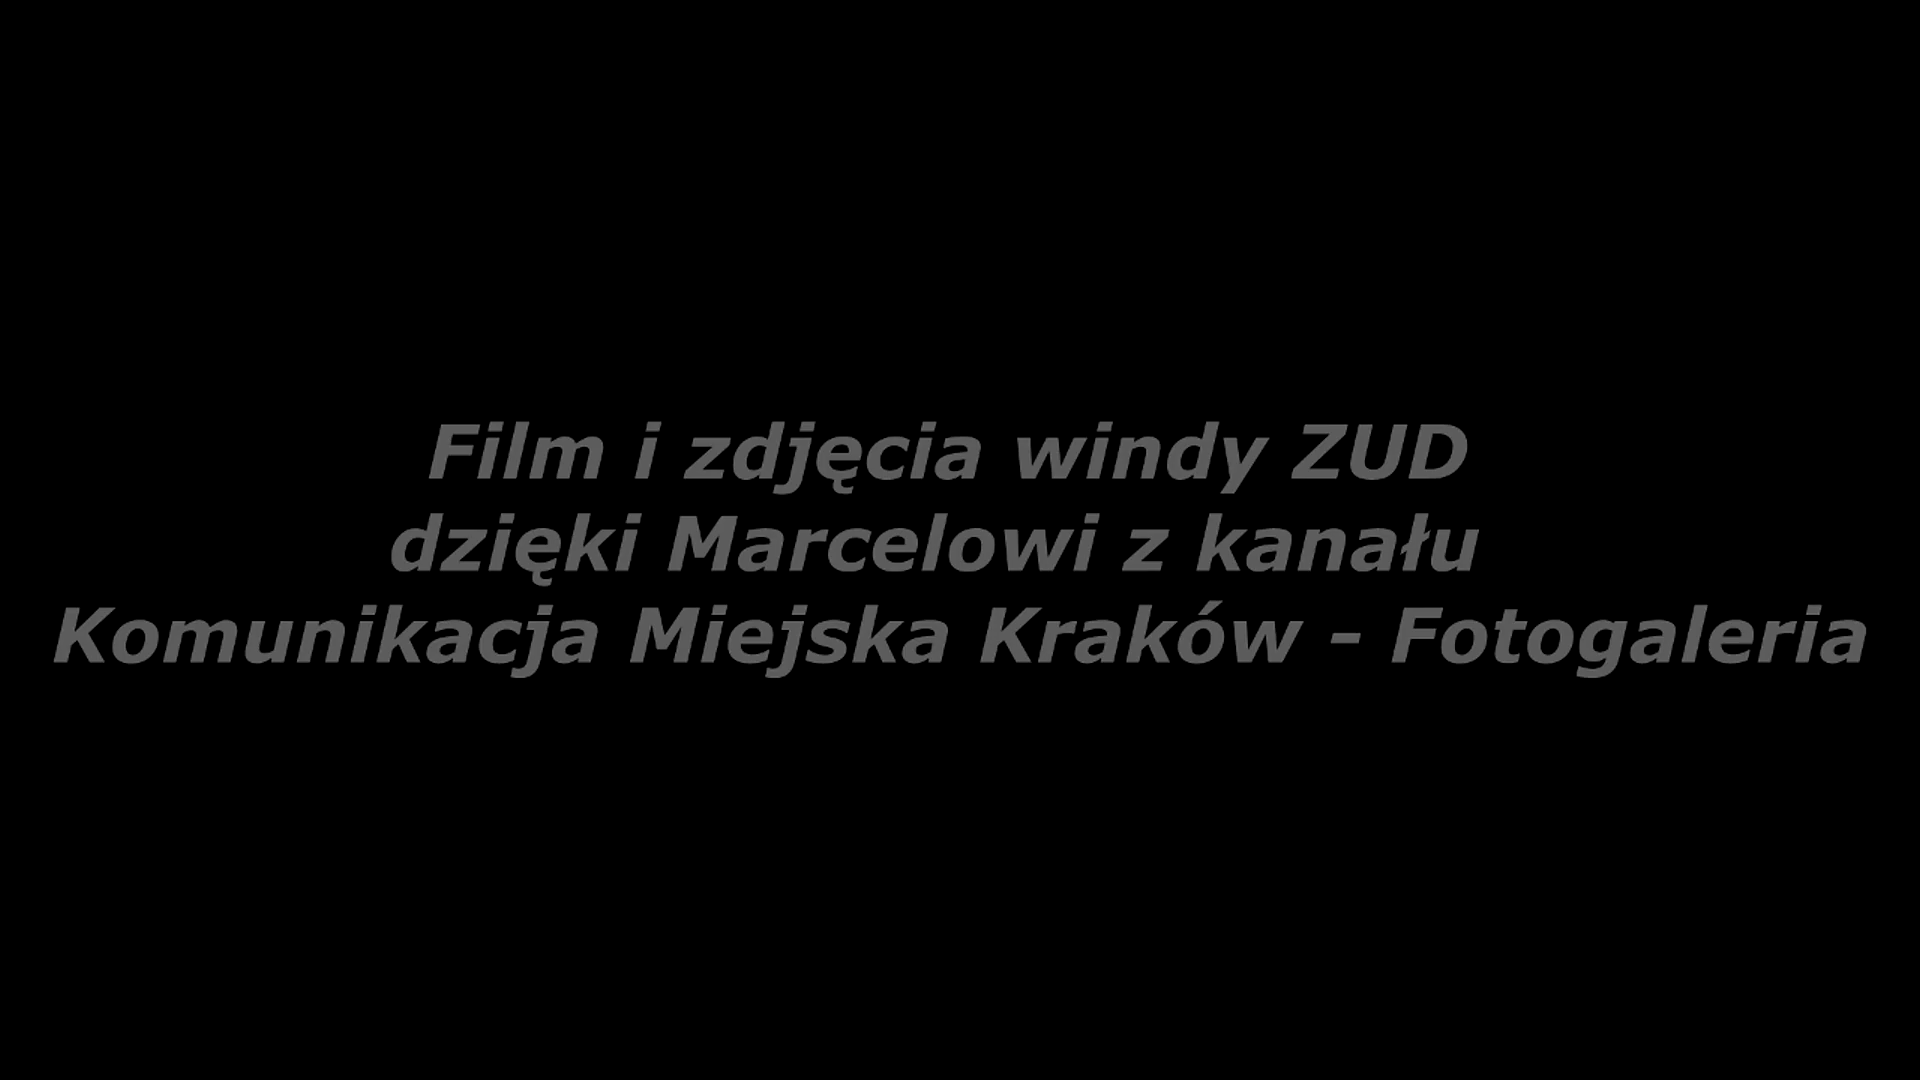 Film i zdjęcia windy ZUD
dzięki Marcelowi z kanału
Komunikacja Miejska Kraków - Fotogaleria